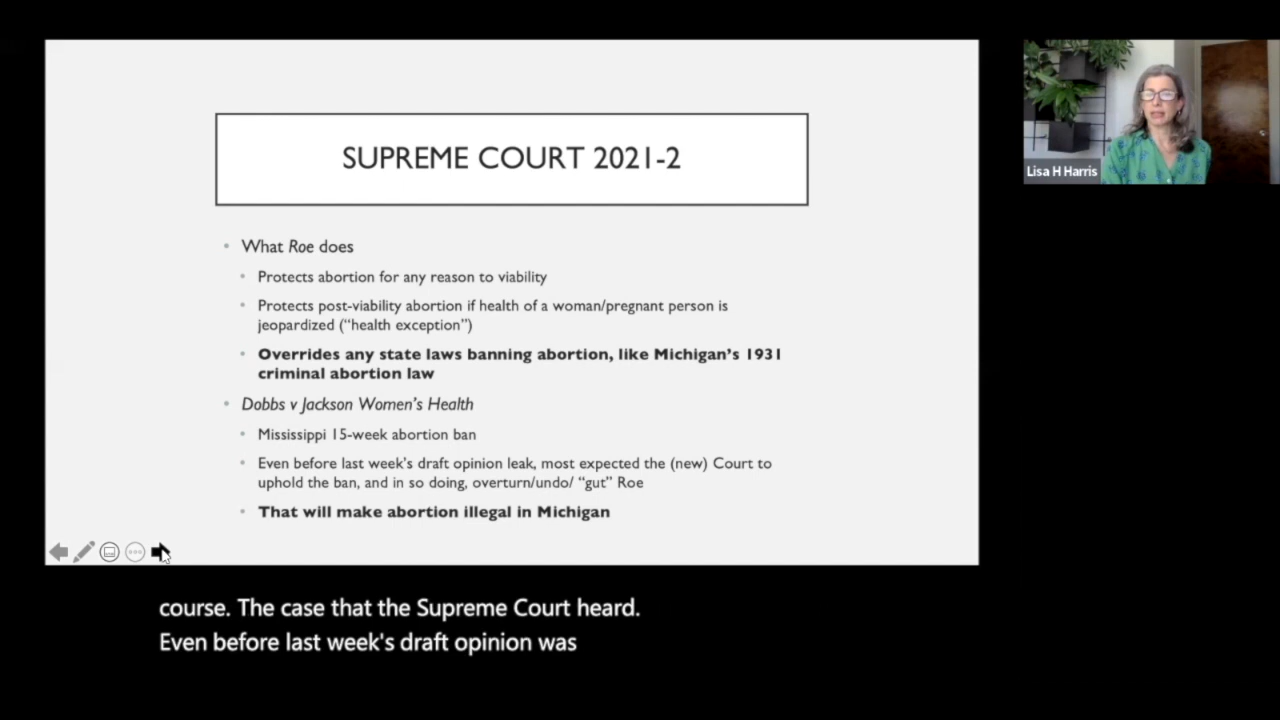 SUPREME COURT 2021-2
• What Roe does
• Protects abortion for any reason to viability
• Protects post-viability abortion if health of a woman/pregnant person is
jeopardized (“health exception”)
• Overrides any state laws banning abortion, like Michigan’s 1931
criminal abortion law
• Dobbs v Jackson Women’s Health
• Mississippi 15-week abortion ban
• Even before last week’s draft opinion leak, most expected the (new) Court to
uphold the ban, and in so doing, overturn/undo/ “gut” Roe
• That will make abortion illegal in Michigan
Lisa H Harris
course. The case that the Supreme Court heard.
Even before last week's draft opinion was